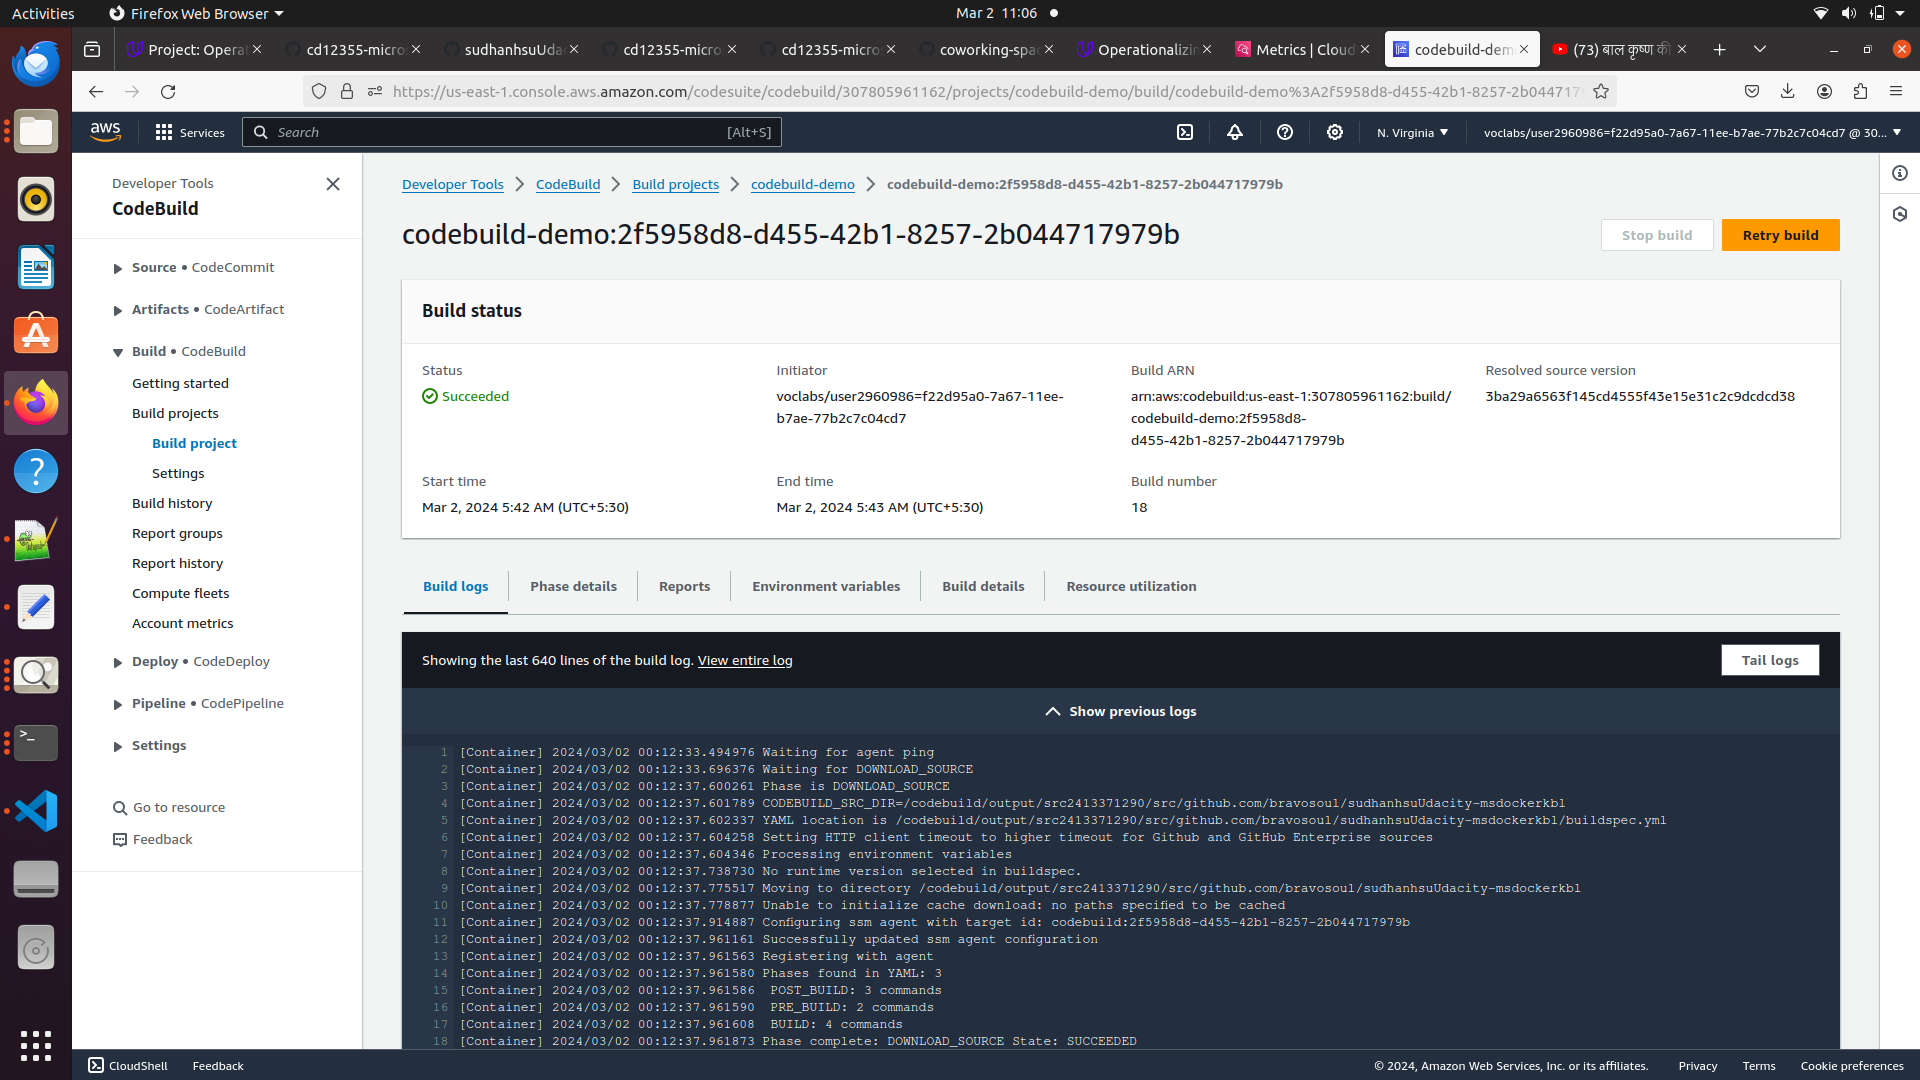 Activities
Firefox Web Browser
Mar 2 11:06
Project: Operat
cd12355-micro
sudhanhsuUda
cd12355-micro
cd12355-micro
coworking-spac
Operationalizin
Metrics | Cloud
codebuild-dem
(73) बाल कृष्ण की
https://us-east-1.console.aws.amazon.com/codesuite/codebuild/307805961162/projects/codebuild-demo/build/codebuild-demo%3A2f5958d8-d455-42b1-8257-2b0447179
aws
Services
Search
[Alt+S]
N. Virginia
voclabs/user2960986=f22d95a0-7a67-11ee-b7ae-77b2c7c04cd7 @ 30...
Developer Tools
CodeBuild
Source • CodeCommit
Artifacts • CodeArtifact
Build • CodeBuild
Getting started
Build projects
Build project
Settings
Build history
Report groups
Report history
Compute fleets
Account metrics
Deploy • CodeDeploy
Pipeline • CodePipeline
Settings
Go to resource
Feedback
Developer Tools
CodeBuild
Build projects
codebuild-demo
codebuild-demo:2f5958d8-d455-42b1-8257-2b044717979b
codebuild-demo:2f5958d8-d455-42b1-8257-2b044717979b
Stop build
Retry build
Build status
Status
Succeeded
Initiator
voclabs/user2960986=f22d95a0-7a67-11ee-
b7ae-77b2c7c04cd7
Build ARN
arn:aws:codebuild:us-east-1:307805961162:build/
codebuild-demo:2f5958d8-
d455-42b1-8257-2b044717979b
Resolved source version
3ba29a6563f145cd4555f43e15e31c2c9dcdcd38
Start time
Mar 2, 2024 5:42 AM (UTC+5:30)
End time
Mar 2, 2024 5:43 AM (UTC+5:30)
Build number
18
Build logs
Phase details
Reports
Environment variables
Build details
Resource utilization
Showing the last 640 lines of the build log. View entire log
Tail logs
Show previous logs
1 [Container] 2024/03/02 00:12:33.494976 Waiting for agent ping
2 [Container] 2024/03/02 00:12:33.696376 Waiting for DOWNLOAD_SOURCE
3 [Container] 2024/03/02 00:12:37.600261 Phase is DOWNLOAD_SOURCE
4 [Container] 2024/03/02 00:12:37.601789 CODEBUILD_SRC_DIR=/codebuild/output/src2413371290/src/github.com/bravosoul/sudhanhsuUdacity-msdockerkbl
5 [Container] 2024/03/02 00:12:37.602337 YAML location is /codebuild/output/src2413371290/src/github.com/bravosoul/sudhanhsuUdacity-msdockerkbl/buildspec.yml
6 [Container] 2024/03/02 00:12:37.604258 Setting HTTP client timeout to higher timeout for Github and GitHub Enterprise sources
7 [Container] 2024/03/02 00:12:37.604346 Processing environment variables
8 [Container] 2024/03/02 00:12:37.738730 No runtime version selected in buildspec.
9 [Container] 2024/03/02 00:12:37.775517 Moving to directory /codebuild/output/src2413371290/src/github.com/bravosoul/sudhanhsuUdacity-msdockerkbl
10 [Container] 2024/03/02 00:12:37.778877 Unable to initialize cache download: no paths specified to be cached
11 [Container] 2024/03/02 00:12:37.914887 Configuring ssm agent with target id: codebuild:2f5958d8-d455-42b1-8257-2b044717979b
12 [Container] 2024/03/02 00:12:37.961161 Successfully updated ssm agent configuration
13 [Container] 2024/03/02 00:12:37.961563 Registering with agent
14 [Container] 2024/03/02 00:12:37.961580 Phases found in YAML: 3
15 [Container] 2024/03/02 00:12:37.961586  POST_BUILD: 3 commands
16 [Container] 2024/03/02 00:12:37.961590  PRE_BUILD: 2 commands
17 [Container] 2024/03/02 00:12:37.961608  BUILD: 4 commands
18 [Container] 2024/03/02 00:12:37.961873 Phase complete: DOWNLOAD_SOURCE State: SUCCEEDED
CloudShell
Feedback
© 2024, Amazon Web Services, Inc. or its affiliates.
Privacy
Terms
Cookie preferences